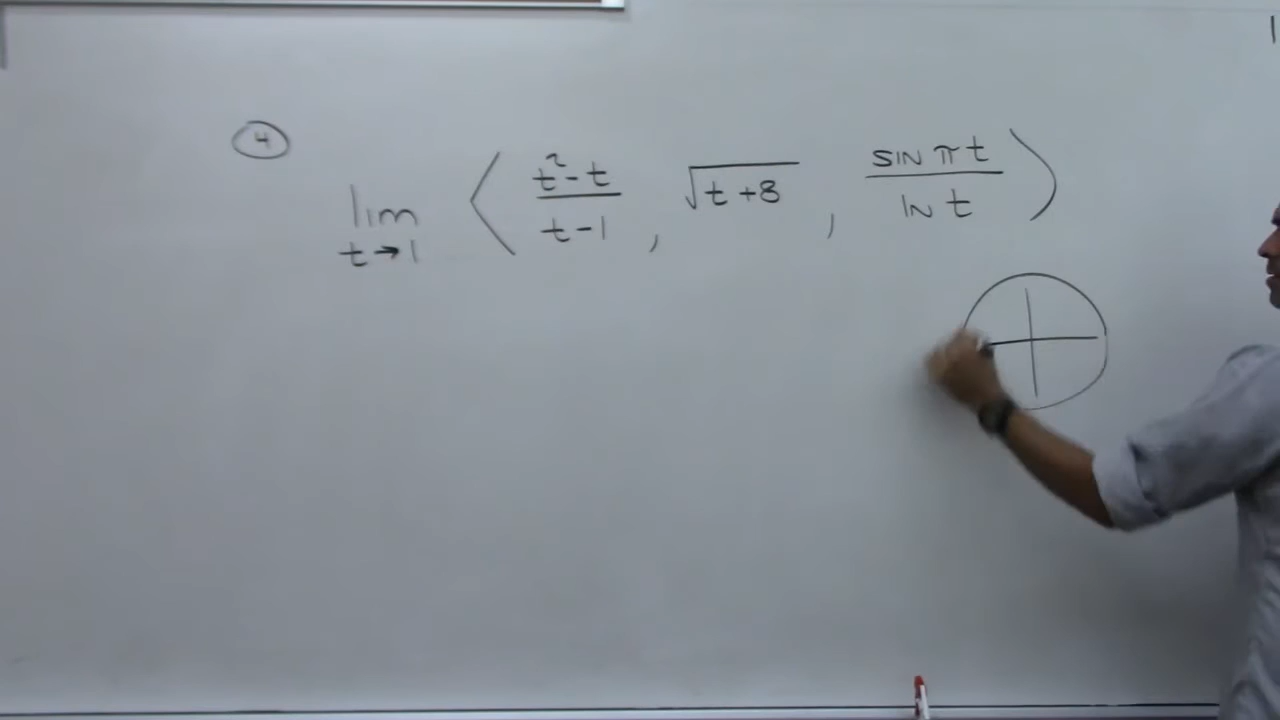 4
lim t→1 ⟨ t²-t / t-1 , √t+8 , SIN πt / ln t ⟩